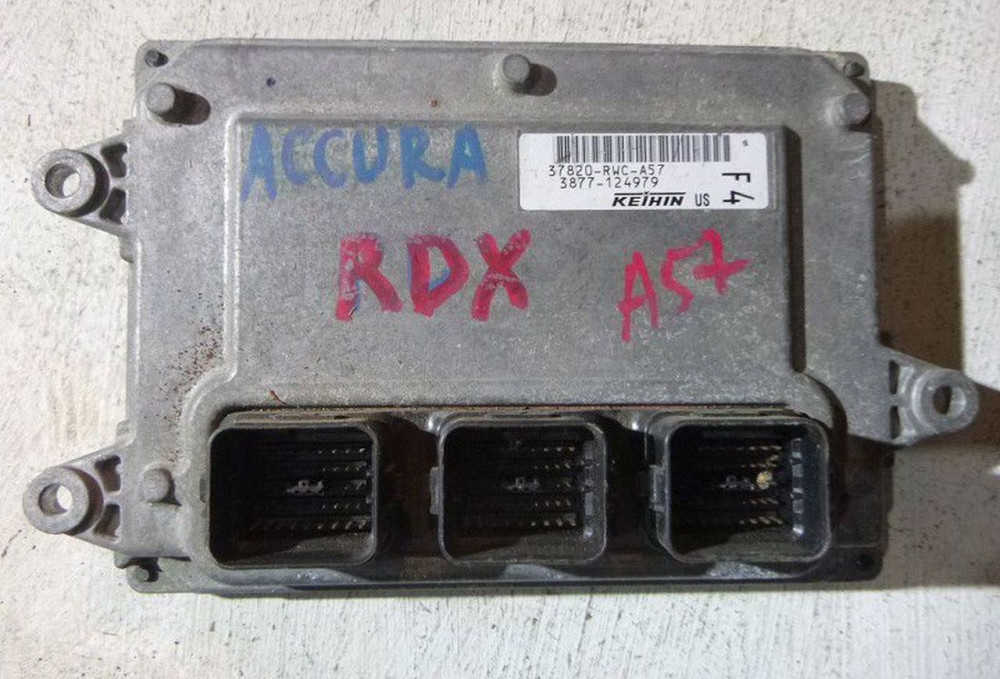 ACCURA
37820-RWC-A57
3877-124979
KEIHIN US
F4
RDX
A57